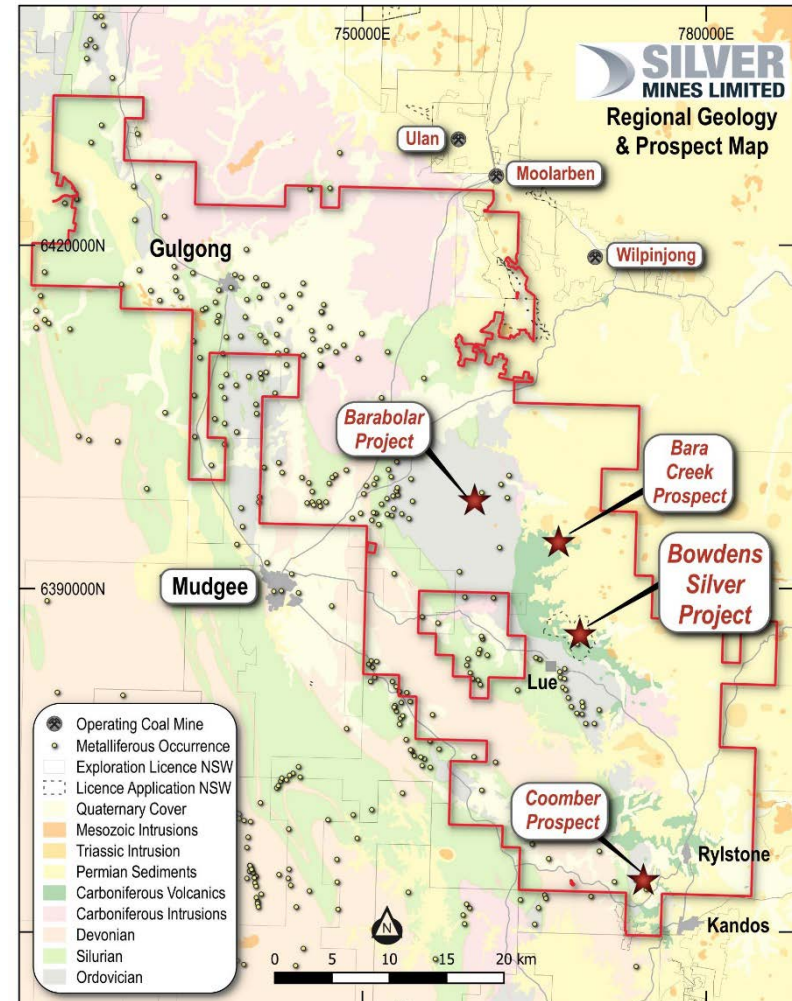 750000E
780000E
SILVER
MINES LIMITED
Regional Geology
& Prospect Map
Ulan
Moolarben
6420000N
Gulgong
Wilpinjong
Barabolar
Project
Bara
Creek
Prospect
Bowdens
Silver
Project
6390000N
Mudgee
Lue
Coomber
Prospect
Rylstone
Kandos
Operating Coal Mine
Metalliferous Occurrence
Exploration Licence NSW
Licence Application NSW
Quaternary Cover
Mesozoic Intrusions
Triassic Intrusion
Permian Sediments
Carboniferous Volcanics
Carboniferous Intrusions
Devonian
Silurian
Ordovician
N
0 5 10 15 20 km